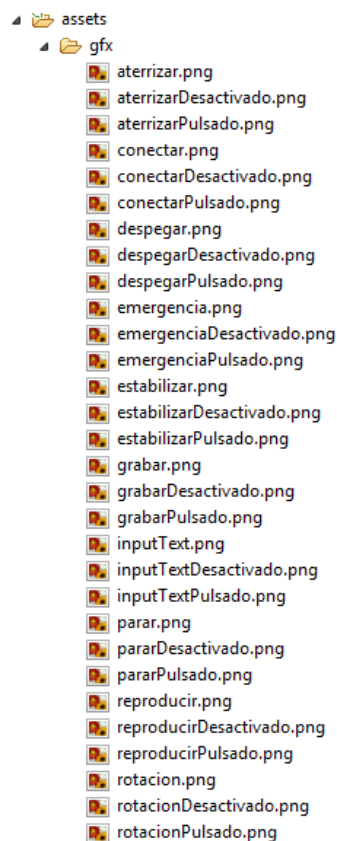 assets
gfx
aterrizar.png
aterrizarDesactivado.png
aterrizarPulsado.png
conectar.png
conectarDesactivado.png
conectarPulsado.png
despegar.png
despegarDesactivado.png
despegarPulsado.png
emergencia.png
emergenciaDesactivado.png
emergenciaPulsado.png
estabilizar.png
estabilizarDesactivado.png
estabilizarPulsado.png
grabar.png
grabarDesactivado.png
grabarPulsado.png
inputText.png
inputTextDesactivado.png
inputTextPulsado.png
parar.png
pararDesactivado.png
pararPulsado.png
reproducir.png
reproducirDesactivado.png
reproducirPulsado.png
rotacion.png
rotacionDesactivado.png
rotacionPulsado.png